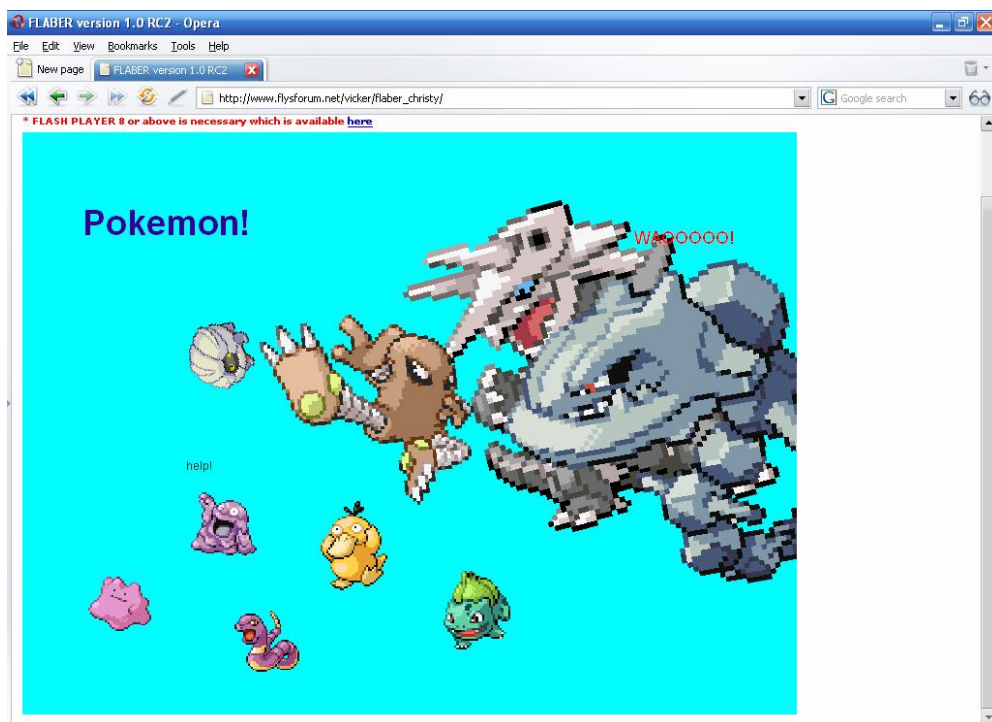 FLABER version 1.0 RC2 - Opera
File Edit View Bookmarks Tools Help
New page FLABER version 1.0 RC2
http://www.flysforum.net/vicker/flaber_christy/ Google search
* FLASH PLAYER 8 or above is necessary which is available here
Pokemon!
WAOOOOO!
help!